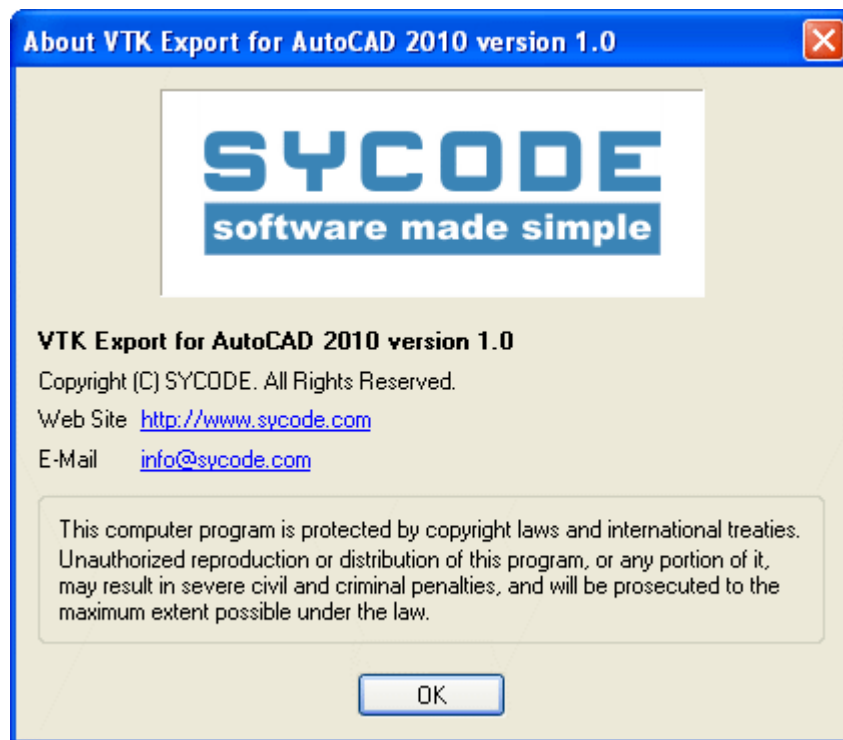 About VTK Export for AutoCAD 2010 version 1.0
SYCODE
software made simple
VTK Export for AutoCAD 2010 version 1.0
Copyright (C) SYCODE. All Rights Reserved.
Web Site http://www.sycode.com
E-Mail info@sycode.com
This computer program is protected by copyright laws and international treaties.
Unauthorized reproduction or distribution of this program, or any portion of it,
may result in severe civil and criminal penalties, and will be prosecuted to the
maximum extent possible under the law.
OK